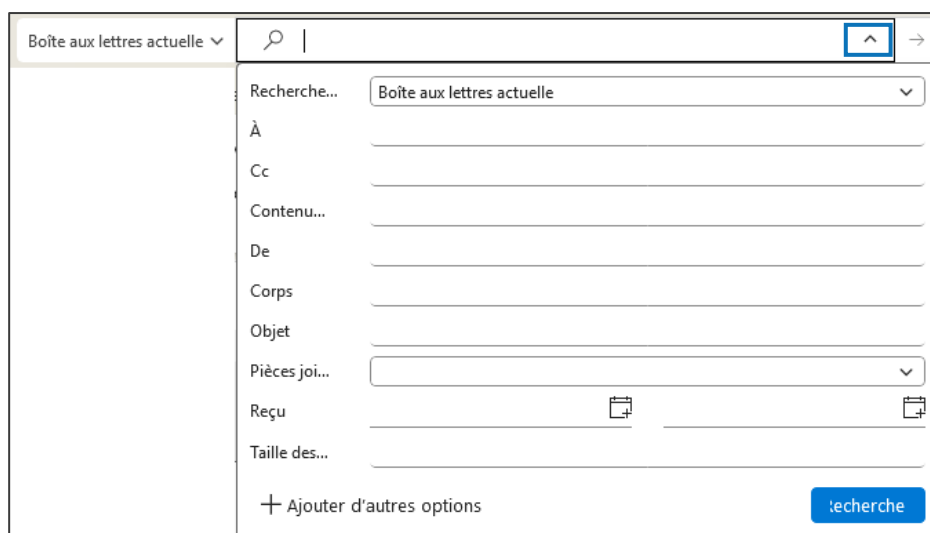 Boîte aux lettres actuelle
Recherche... Boîte aux lettres actuelle
À
Cc
Contenu...
De
Corps
Objet
Pièces joi...
Reçu
Taille des...
Ajouter d'autres options echerche